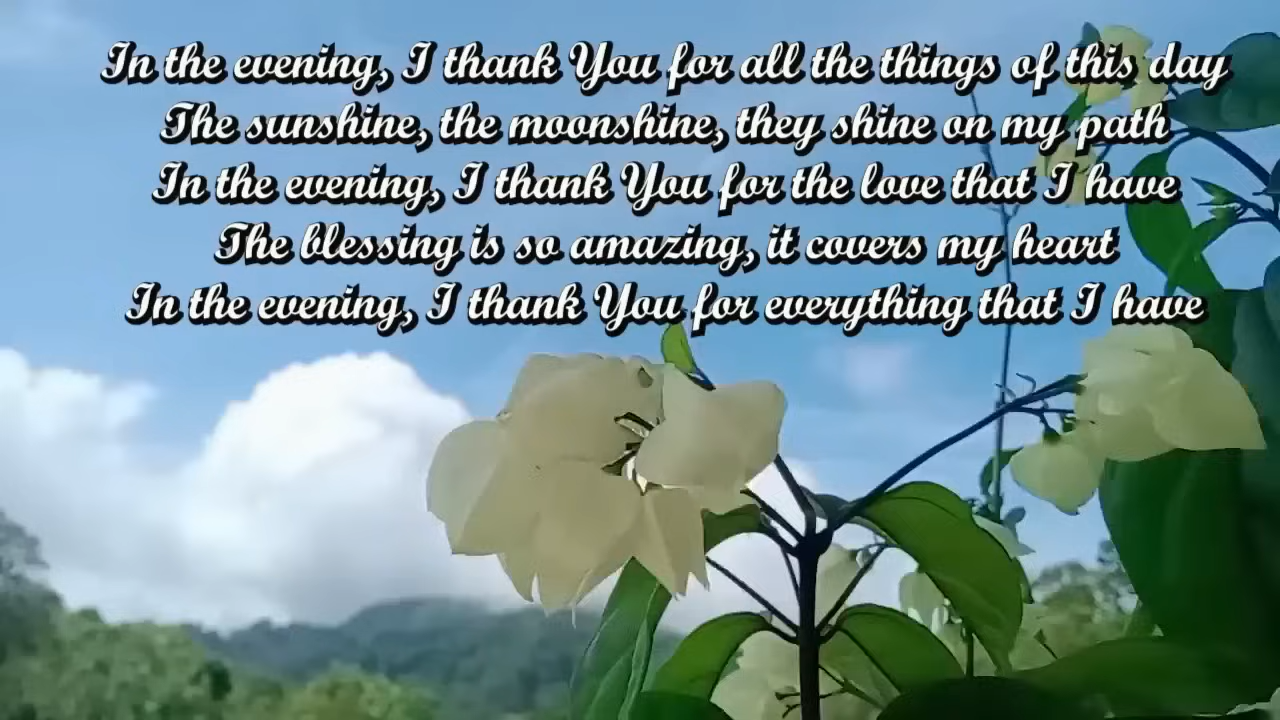 In the evening, I thank You for all the things of this day
The sunshine, the moonshine, they shine on my path
In the evening, I thank You for the love that I have
The blessing is so amazing, it covers my heart
In the evening, I thank You for everything that I have